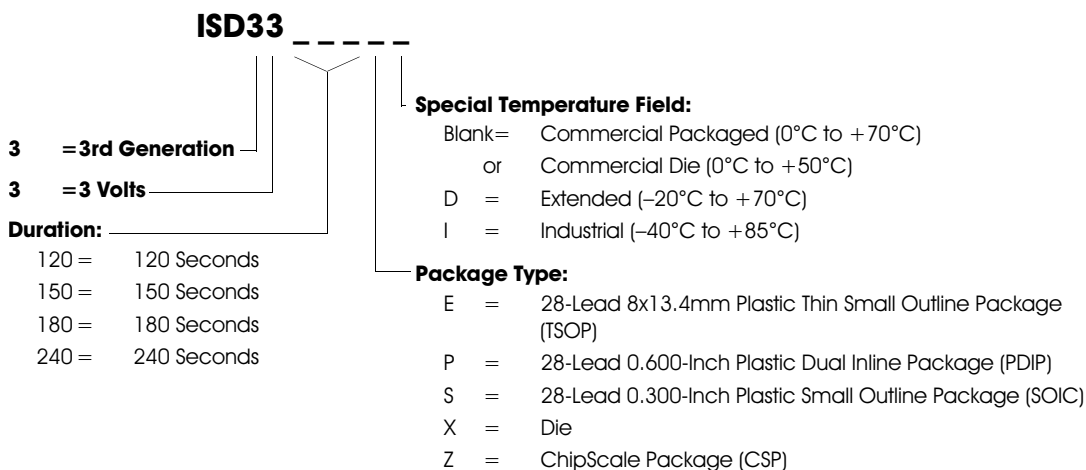 ISD33 _ _ _ _ _
3 =3rd Generation
3 =3 Volts
Duration:
120 = 120 Seconds
150 = 150 Seconds
180 = 180 Seconds
240 = 240 Seconds
Special Temperature Field:
Blank= Commercial Packaged (0°C to +70°C)
or Commercial Die (0°C to +50°C)
D = Extended (–20°C to +70°C)
I = Industrial (–40°C to +85°C)
Package Type:
E = 28-Lead 8x13.4mm Plastic Thin Small Outline Package
(TSOP)
P = 28-Lead 0.600-Inch Plastic Dual Inline Package (PDIP)
S = 28-Lead 0.300-Inch Plastic Small Outline Package (SOIC)
X = Die
Z = ChipScale Package (CSP)